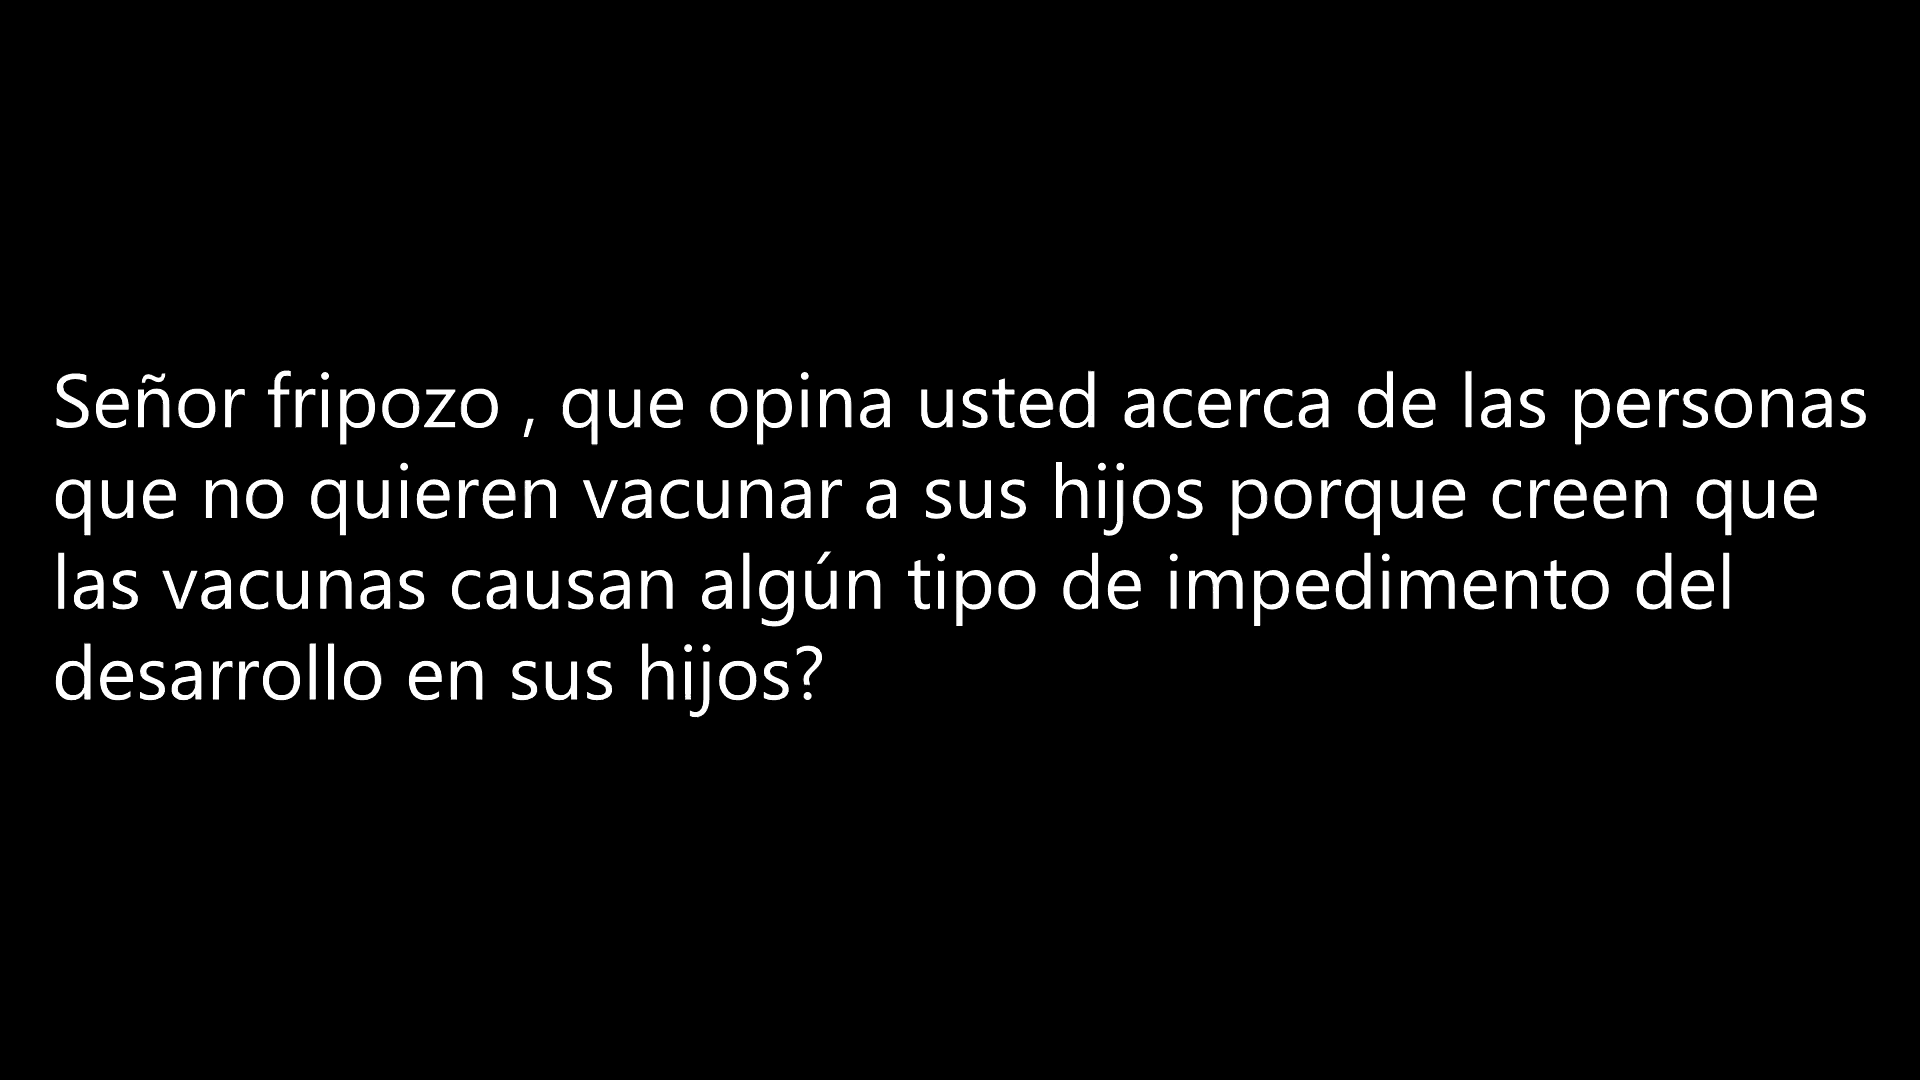 Señor fripozo , que opina usted acerca de las personas
que no quieren vacunar a sus hijos porque creen que
las vacunas causan algún tipo de impedimento del
desarrollo en sus hijos?